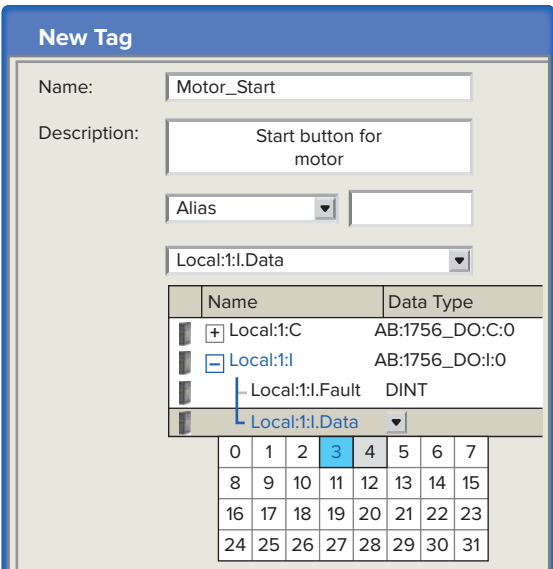 New Tag
Name: Motor_Start
Description: Start button for
motor
Alias
Local:1:I.Data
Name Data Type
+ Local:1:C AB:1756_DO:C:0
− Local:1:I AB:1756_DO:I:0
Local:1:I.Fault DINT
Local:1:I.Data
0 1 2 3 4 5 6 7
8 9 10 11 12 13 14 15
16 17 18 19 20 21 22 23
24 25 26 27 28 29 30 31